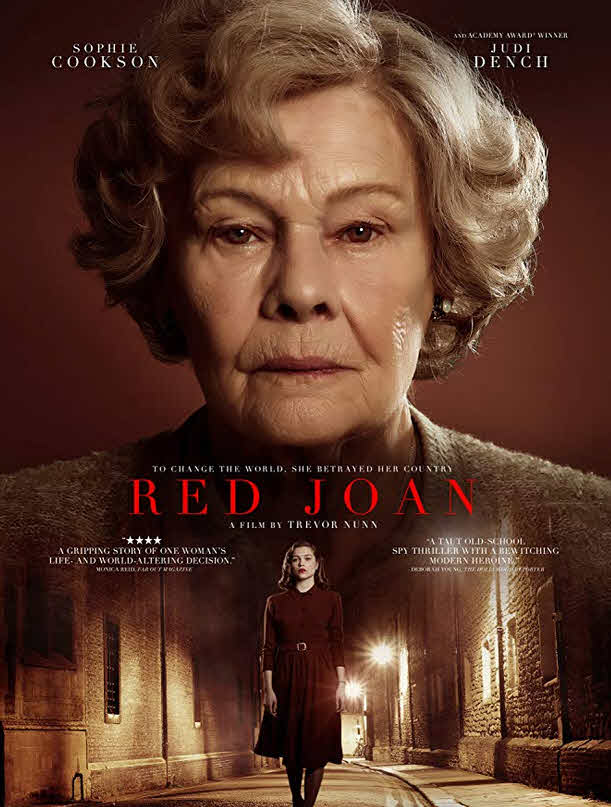 SOPHIE
COOKSON
AND ACADEMY AWARD® WINNER
JUDI
DENCH
TO CHANGE THE WORLD, SHE BETRAYED HER COUNTRY
RED JOAN
A FILM BY TREVOR NUNN
"★★★★
A GRIPPING STORY OF ONE WOMAN'S
LIFE- AND WORLD-ALTERING DECISION."
MONICA REID, FAR OUT MAGAZINE
"A TAUT OLD-SCHOOL
SPY THRILLER WITH A BEWITCHING
MODERN HEROINE."
DEBORAH YOUNG, THE HOLLYWOOD REPORTER